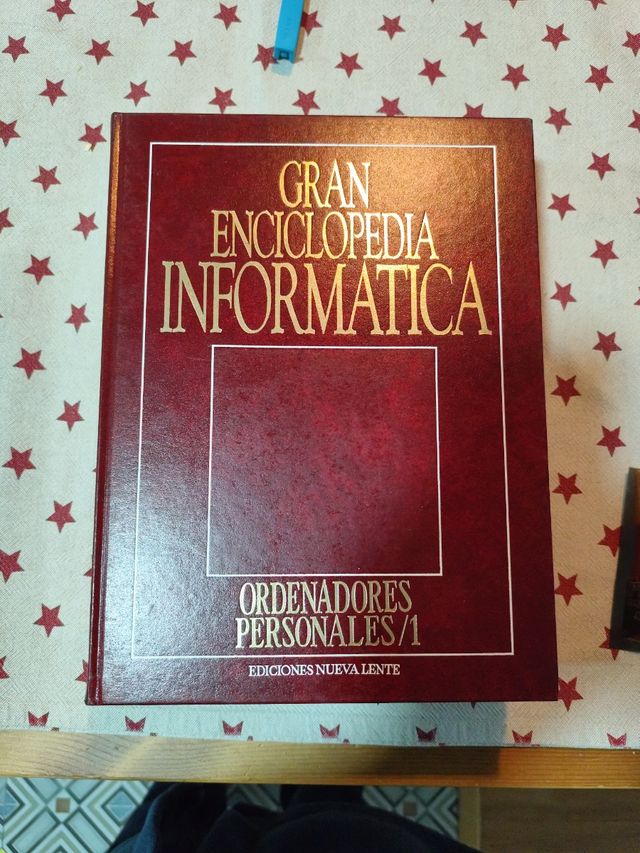 GRAN
ENCICLOPEDIA
INFORMATICA
ORDENADORES
PERSONALES/1
EDICIONES NUEVA LENTE